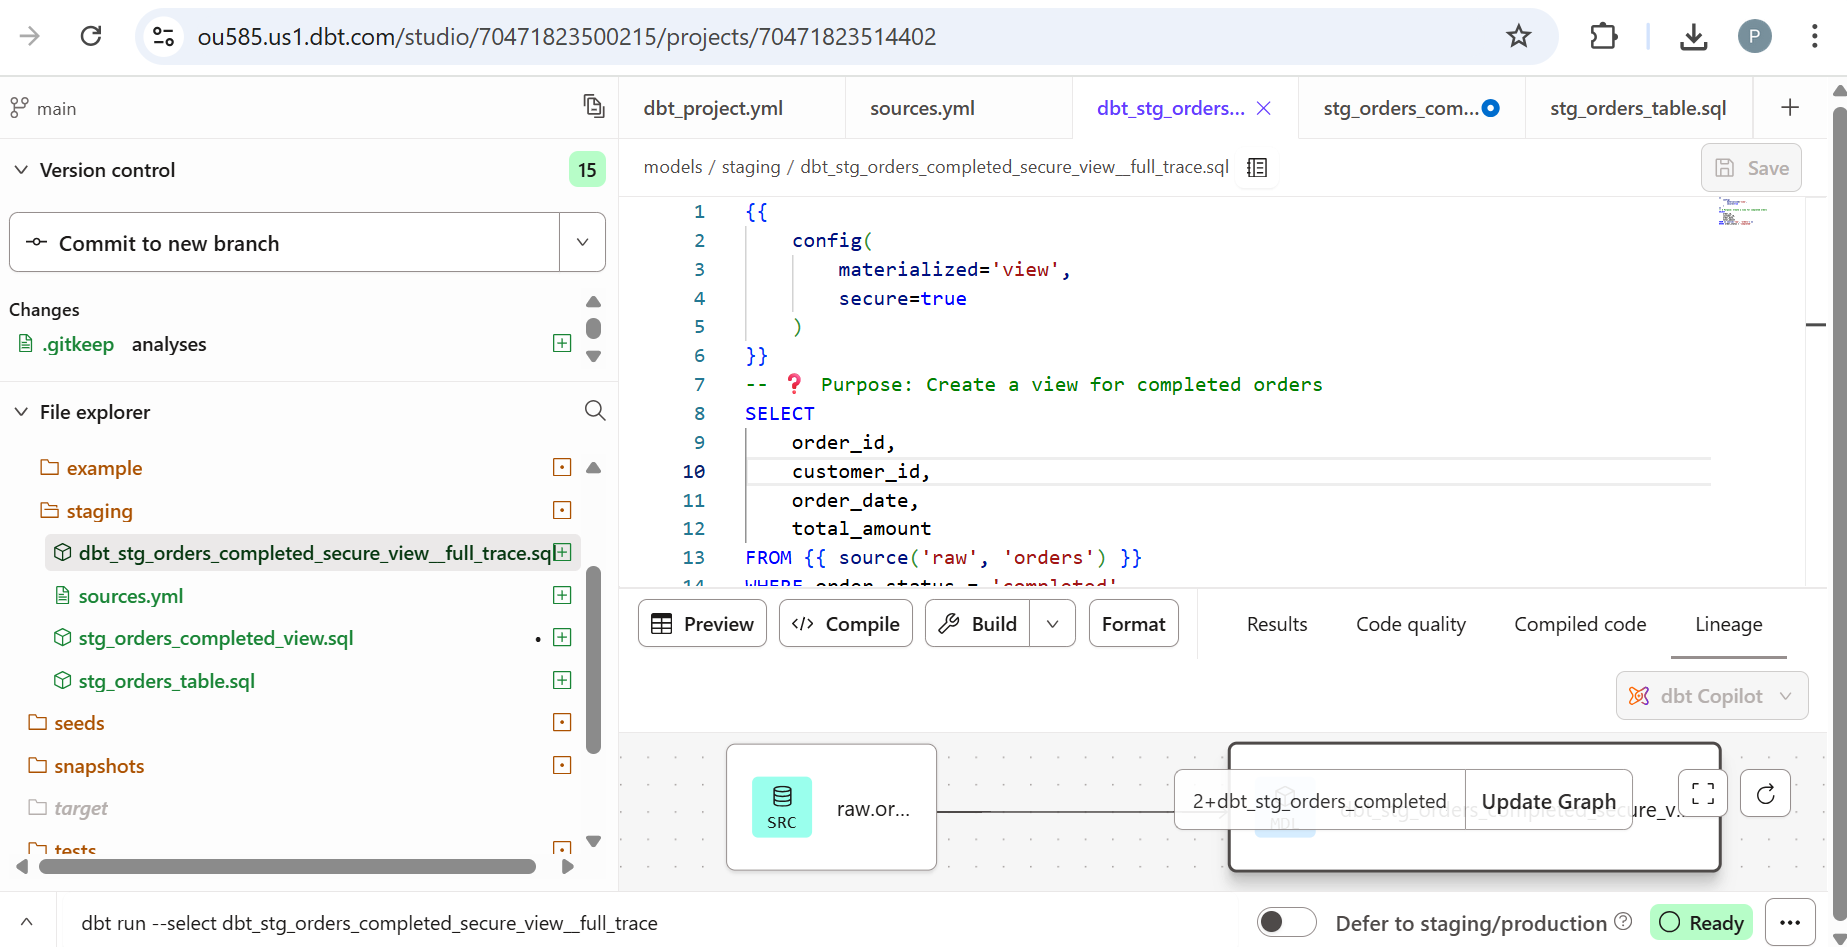 ou585.us1.dbt.com/studio/70471823500215/projects/70471823514402
P
main
dbt_project.yml
sources.yml
dbt_stg_orders...
stg_orders_com...
stg_orders_table.sql
Version control
15
models / staging / dbt_stg_orders_completed_secure_view__full_trace.sql
Save
Commit to new branch
Changes
.gitkeep analyses
File explorer
example
staging
dbt_stg_orders_completed_secure_view__full_trace.sql
sources.yml
stg_orders_completed_view.sql
stg_orders_table.sql
seeds
snapshots
target
tests
1 {{
2 config(
3 materialized='view',
4 secure=true
5 )
6 }}
7 -- ❓ Purpose: Create a view for completed orders
8 SELECT
9 order_id,
10 customer_id,
11 order_date,
12 total_amount
13 FROM {{ source('raw', 'orders') }}
14 WHERE order_status = 'completed'
Preview
Compile
Build
Format
Results
Code quality
Compiled code
Lineage
dbt Copilot
SRC
raw.or...
MDL
dbt_stg_orders_completed_secure_v...
2+dbt_stg_orders_completed
Update Graph
dbt run --select dbt_stg_orders_completed_secure_view__full_trace
Defer to staging/production
Ready